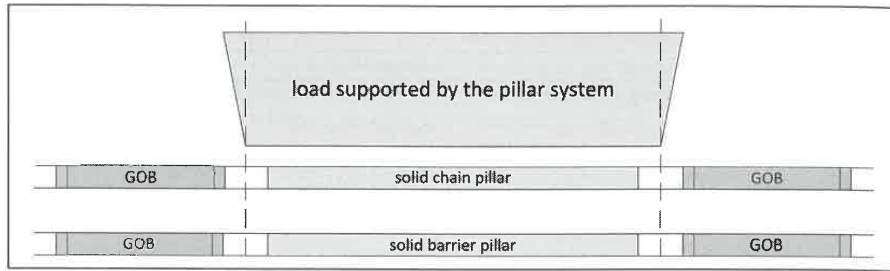 load supported by the pillar system
GOB solid chain pillar GOB
GOB solid barrier pillar GOB